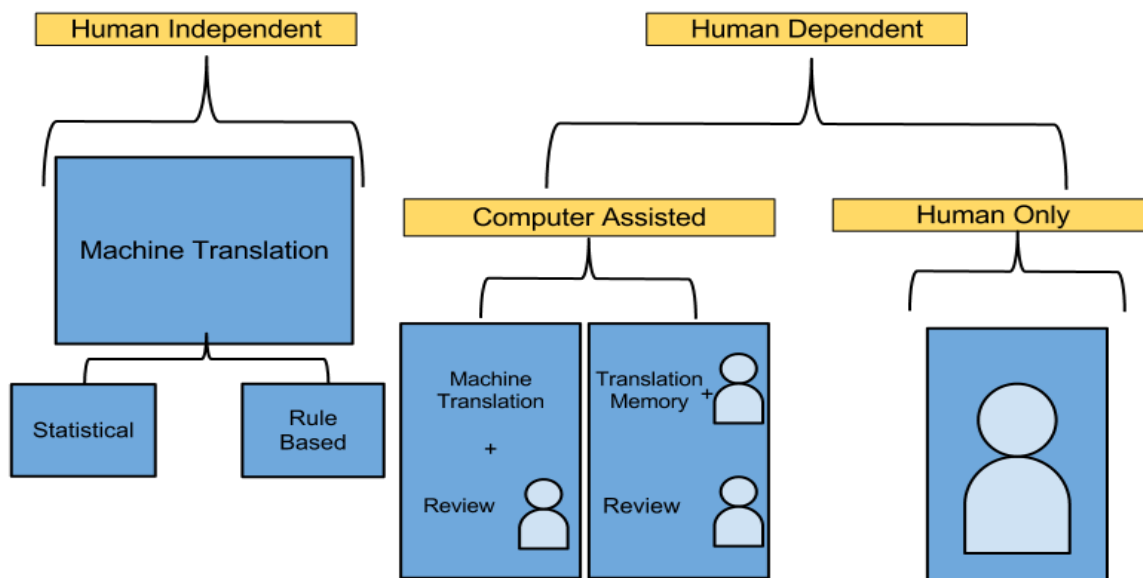 Human Independent
Human Dependent
Computer Assisted
Human Only
Machine Translation
Statistical
Rule
Based
Machine
Translation
+
Review
Translation
Memory +
Review